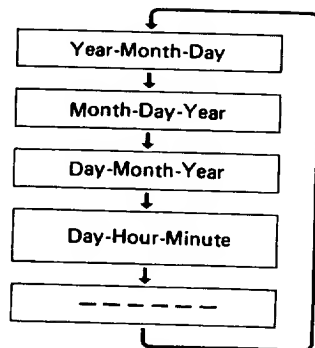 Year-Month-Day
Month-Day-Year
Day-Month-Year
Day-Hour-Minute
– – – – – –